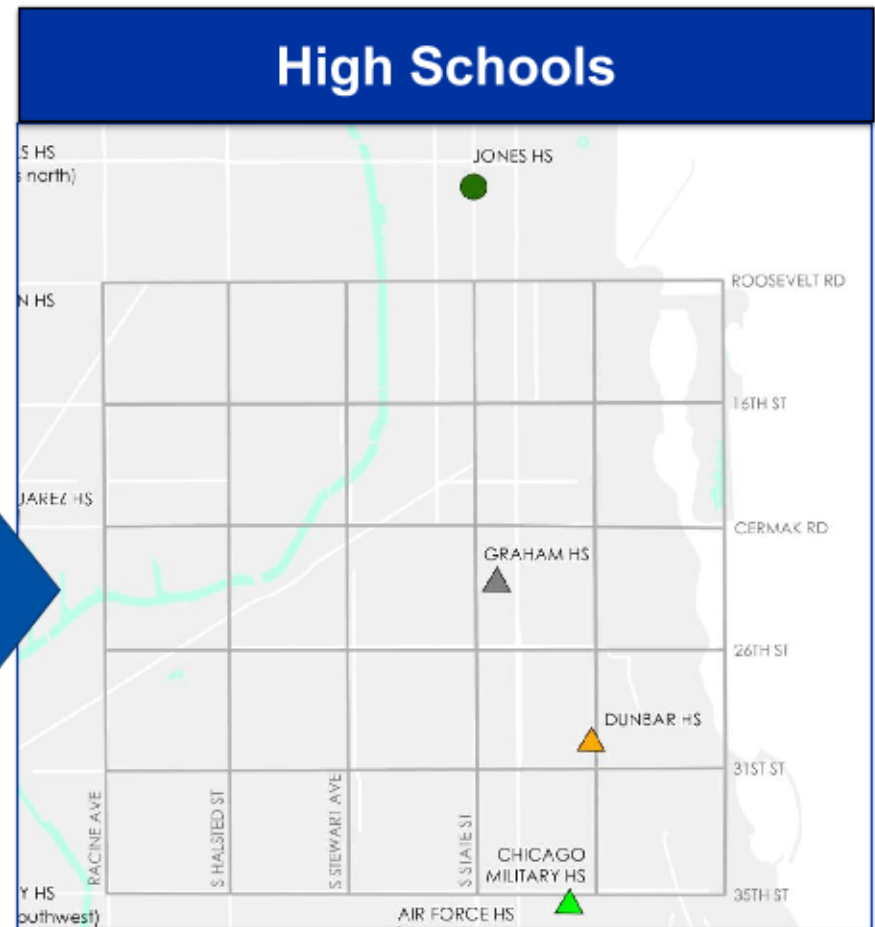 High Schools
S HS
north)
JONES HS
ROOSEVELT RD
N HS
16TH ST
UAREZ HS
CERMAK RD
GRAHAM HS
26TH ST
DUNBAR HS
31ST ST
RACINE AVE
S HALSTED ST
S STEWART AVE
S STATE ST
CHICAGO
MILITARY HS
Y HS
outhwest)
35TH ST
AIR FORCE HS